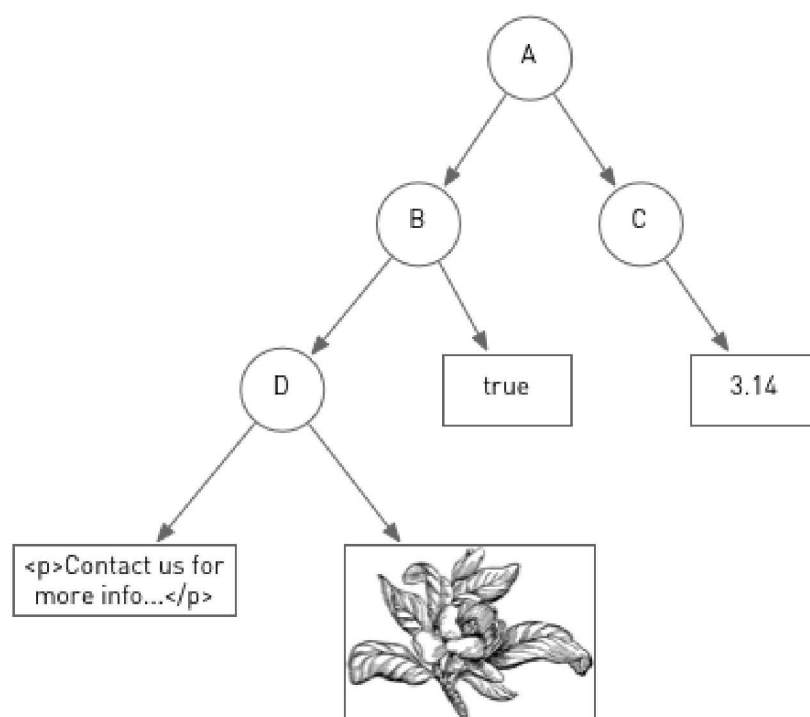 A
B
C
D
true
3.14
<p>Contact us for
more info...</p>